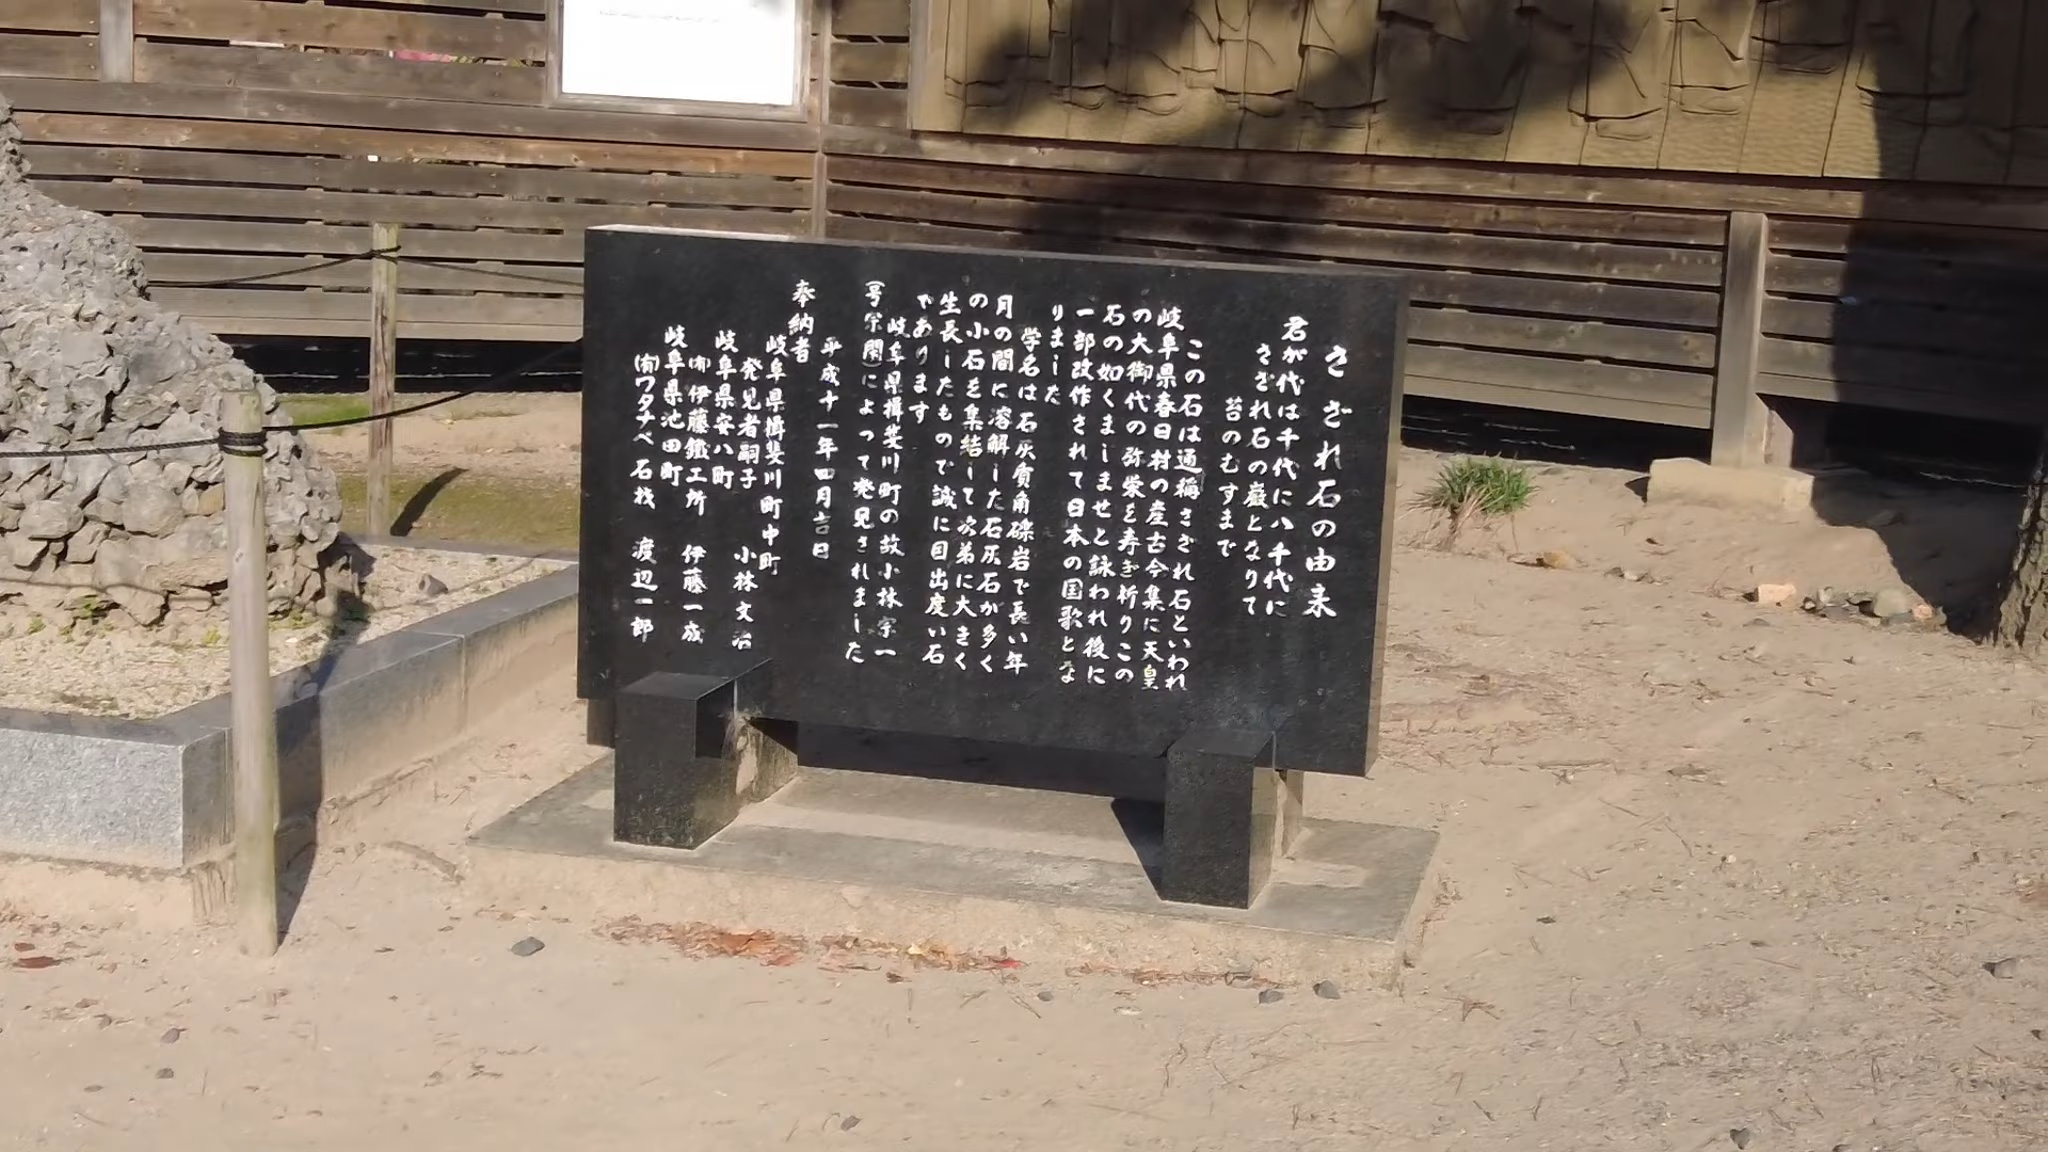 さざれ石の由来
君が代は千代に八千代に
さざれ石の巌となりて
苔のむすまで
この石は通称さざれ石といわれ
岐阜県春日村の産古今集に天皇
の大御代の弥栄を寿ぎ祈りこの
石の如くましませと詠われ後に
一部改作されて日本の国歌とな
りました
学名は石灰質角礫岩で長い年
月の間に溶解した石灰石が多く
の小石を集結して次第に大きく
生長したもので誠に目出度い石
であります
岐阜県揖斐川町の故小林宗一
号宗閑によって発見されました
平成十一年四月吉日
奉納者
岐阜県揖斐川町中町
発見者嗣子 小林文治
岐阜県安八町
㈲伊藤鐵工所 伊藤一成
岐阜県池田町
㈲ワタナベ石材 渡辺一郎